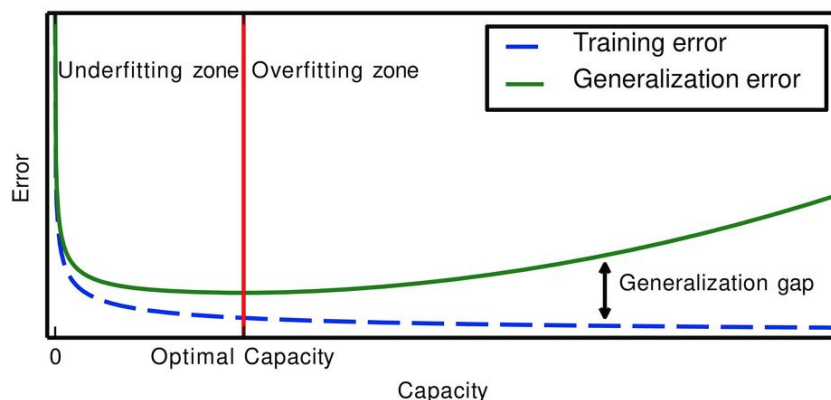 Training error
Underfitting zone Overfitting zone
Generalization error
Error
Generalization gap
0 Optimal Capacity
Capacity